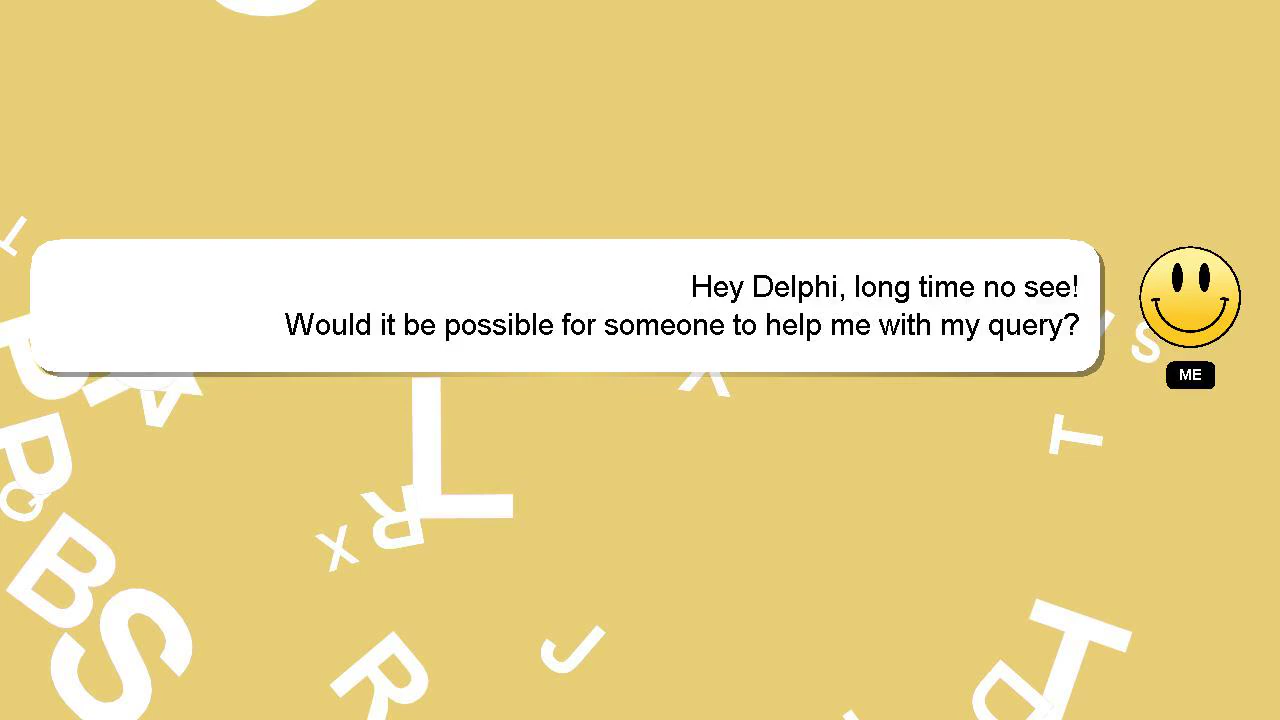 Hey Delphi, long time no see!
Would it be possible for someone to help me with my query?
ME
T
S
X
T
L
R
X
Q
B
S
R
J
T
D